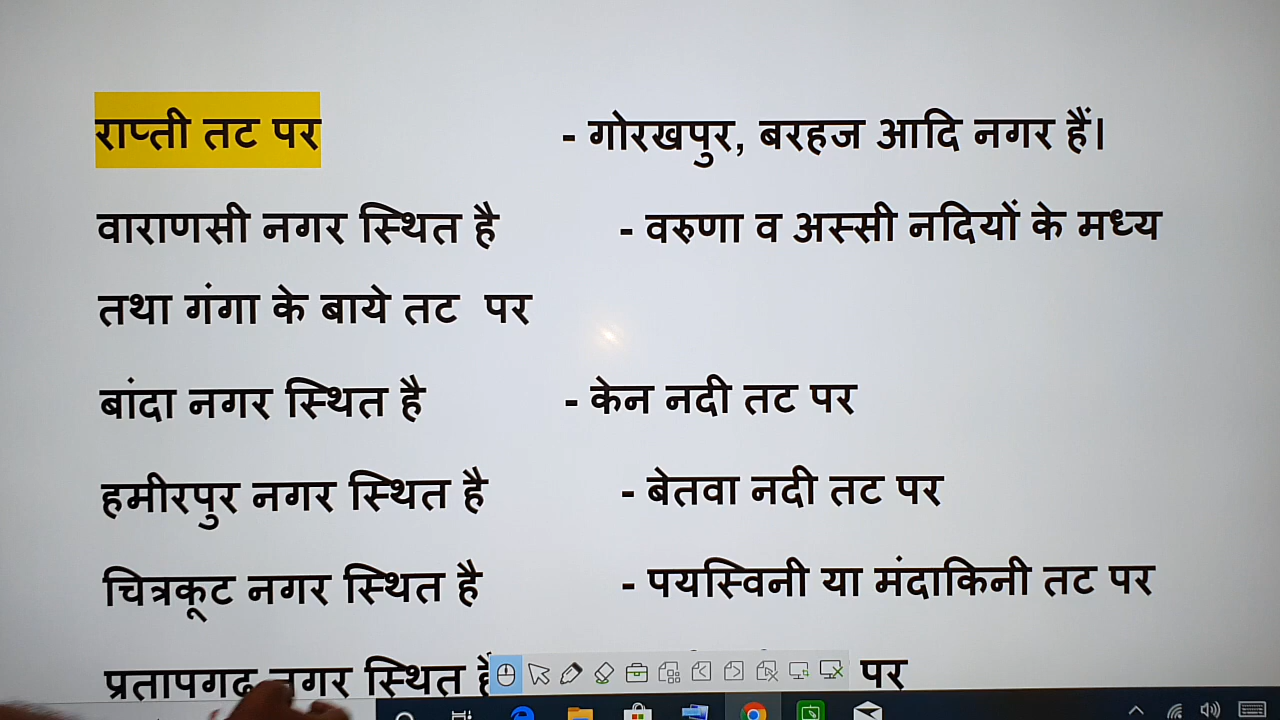 राप्ती तट पर - गोरखपुर, बरहज आदि नगर हैं।
वाराणसी नगर स्थित है - वरुणा व अस्सी नदियों के मध्य
तथा गंगा के बाये तट पर
बांदा नगर स्थित है - केन नदी तट पर
हमीरपुर नगर स्थित है - बेतवा नदी तट पर
चित्रकूट नगर स्थित है - पयस्विनी या मंदाकिनी तट पर
प्रतापगढ़ नगर स्थित है पर